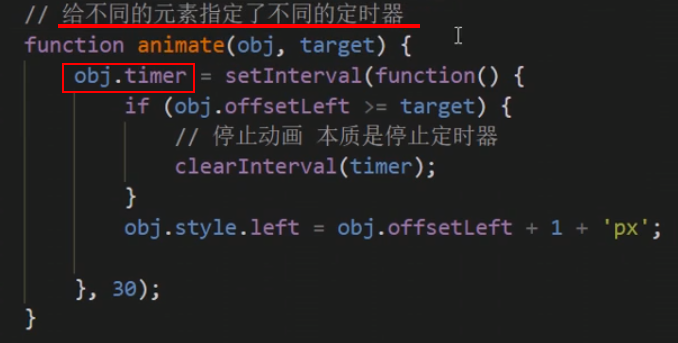 // 给不同的元素指定了不同的定时器
function animate(obj, target) {
obj.timer = setInterval(function() {
if (obj.offsetLeft >= target) {
// 停止动画 本质是停止定时器
clearInterval(timer);
}
obj.style.left = obj.offsetLeft + 1 + 'px';
}, 30);
}